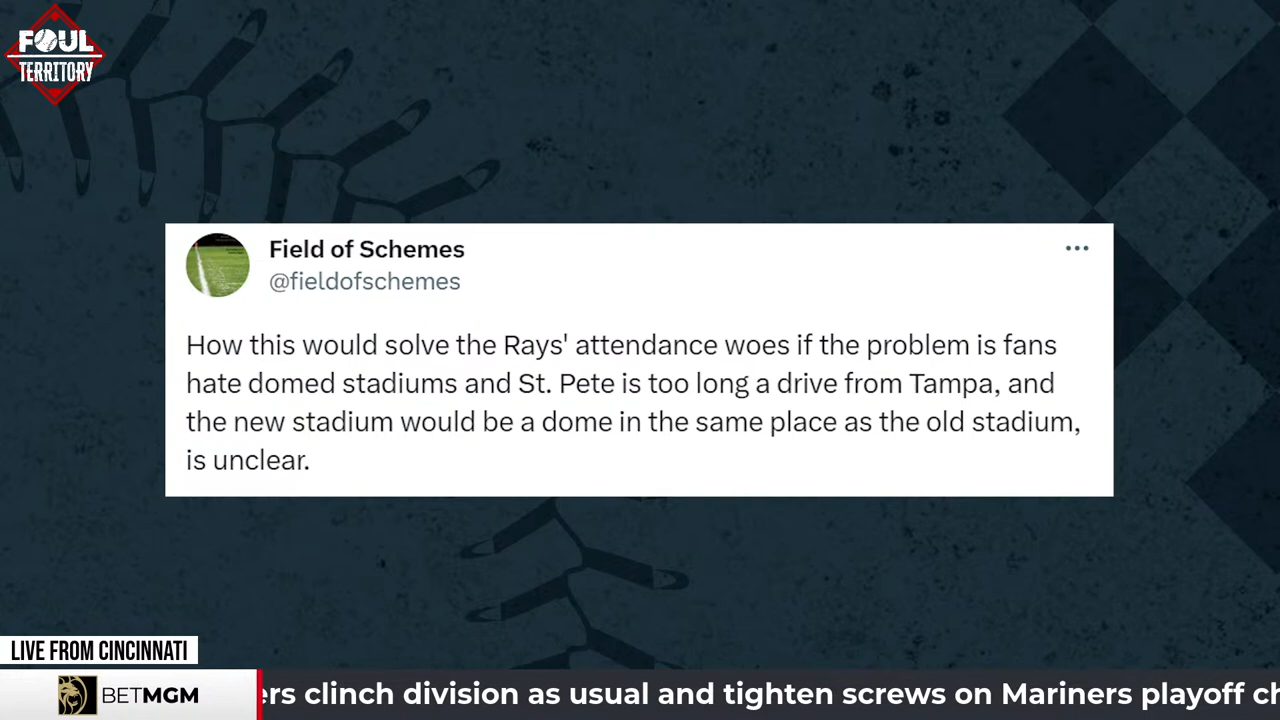 FOUL
TERRITORY
Field of Schemes
@fieldofschemes
How this would solve the Rays' attendance woes if the problem is fans
hate domed stadiums and St. Pete is too long a drive from Tampa, and
the new stadium would be a dome in the same place as the old stadium,
is unclear.
LIVE FROM CINCINNATI
BETMGM
ers clinch division as usual and tighten screws on Mariners playoff ch